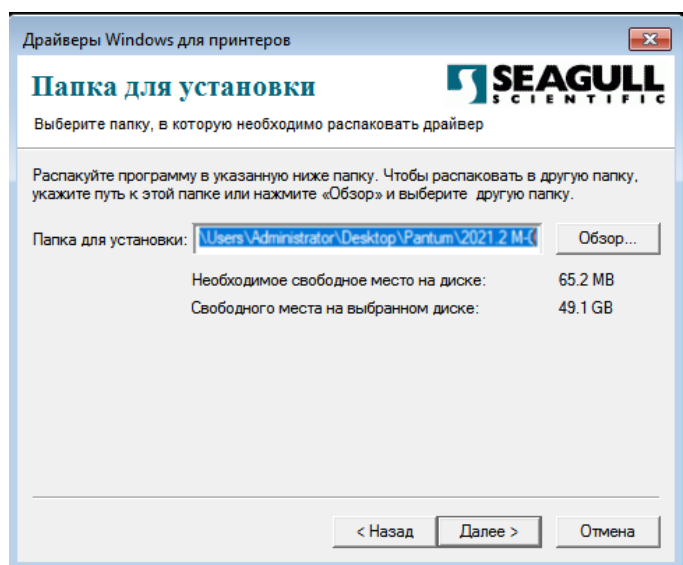 Драйверы Windows для принтеров
Папка для установки
SEAGULL
SCIENTIFIC
Выберите папку, в которую необходимо распаковать драйвер
Распакуйте программу в указанную ниже папку. Чтобы распаковать в другую папку,
укажите путь к этой папке или нажмите «Обзор» и выберите другую папку.
Папка для установки: \Users\Administrator\Desktop\Pantum\2021.2 M-( Обзор...
Необходимое свободное место на диске: 65.2 MB
Свободного места на выбранном диске: 49.1 GB
< Назад Далее > Отмена